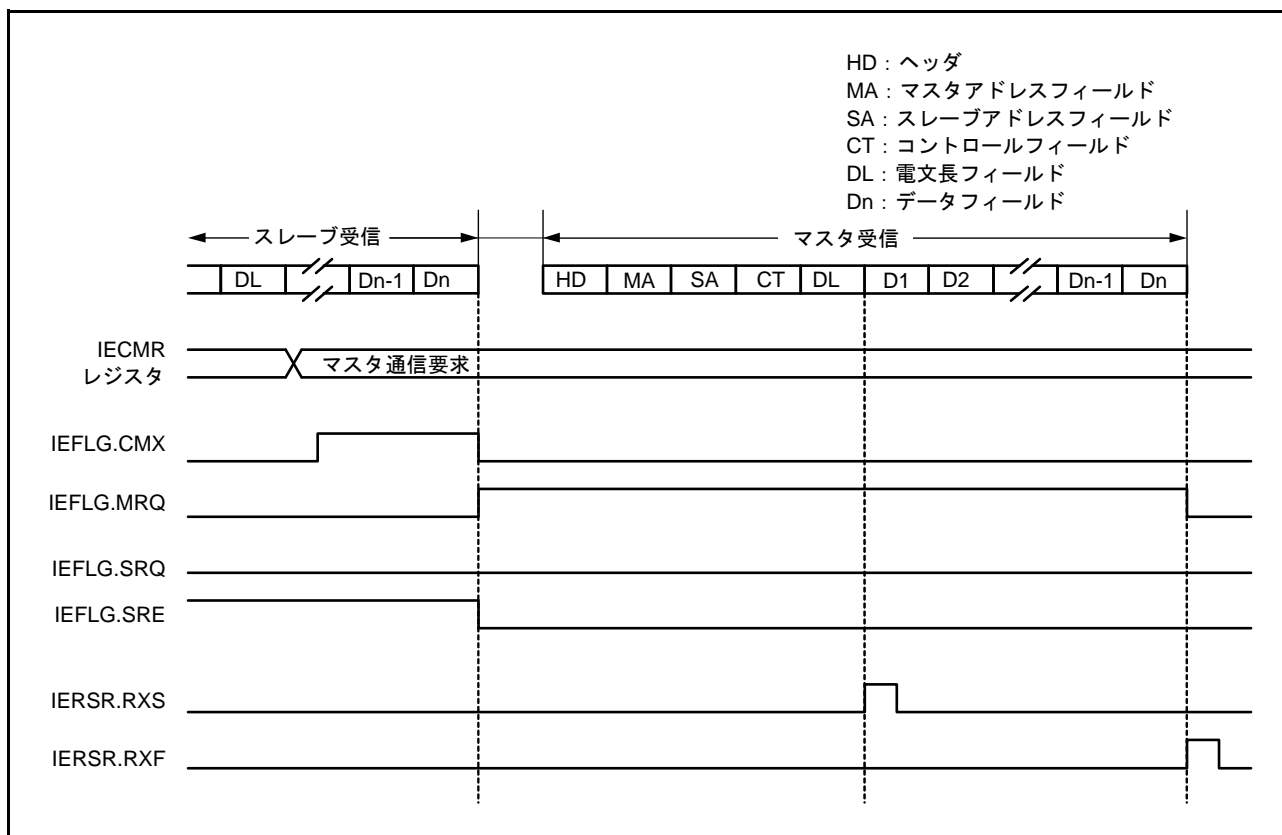 HD:ヘッダ
MA:マスタアドレスフィールド
SA:スレーブアドレスフィールド
CT:コントロールフィールド
DL:電文長フィールド
Dn:データフィールド
スレーブ受信
マスタ受信
DL Dn-1 Dn HD MA SA CT DL D1 D2 Dn-1 Dn
IECMR
レジスタ
マスタ通信要求
IEFLG.CMX
IEFLG.MRQ
IEFLG.SRQ
IEFLG.SRE
IERSR.RXS
IERSR.RXF